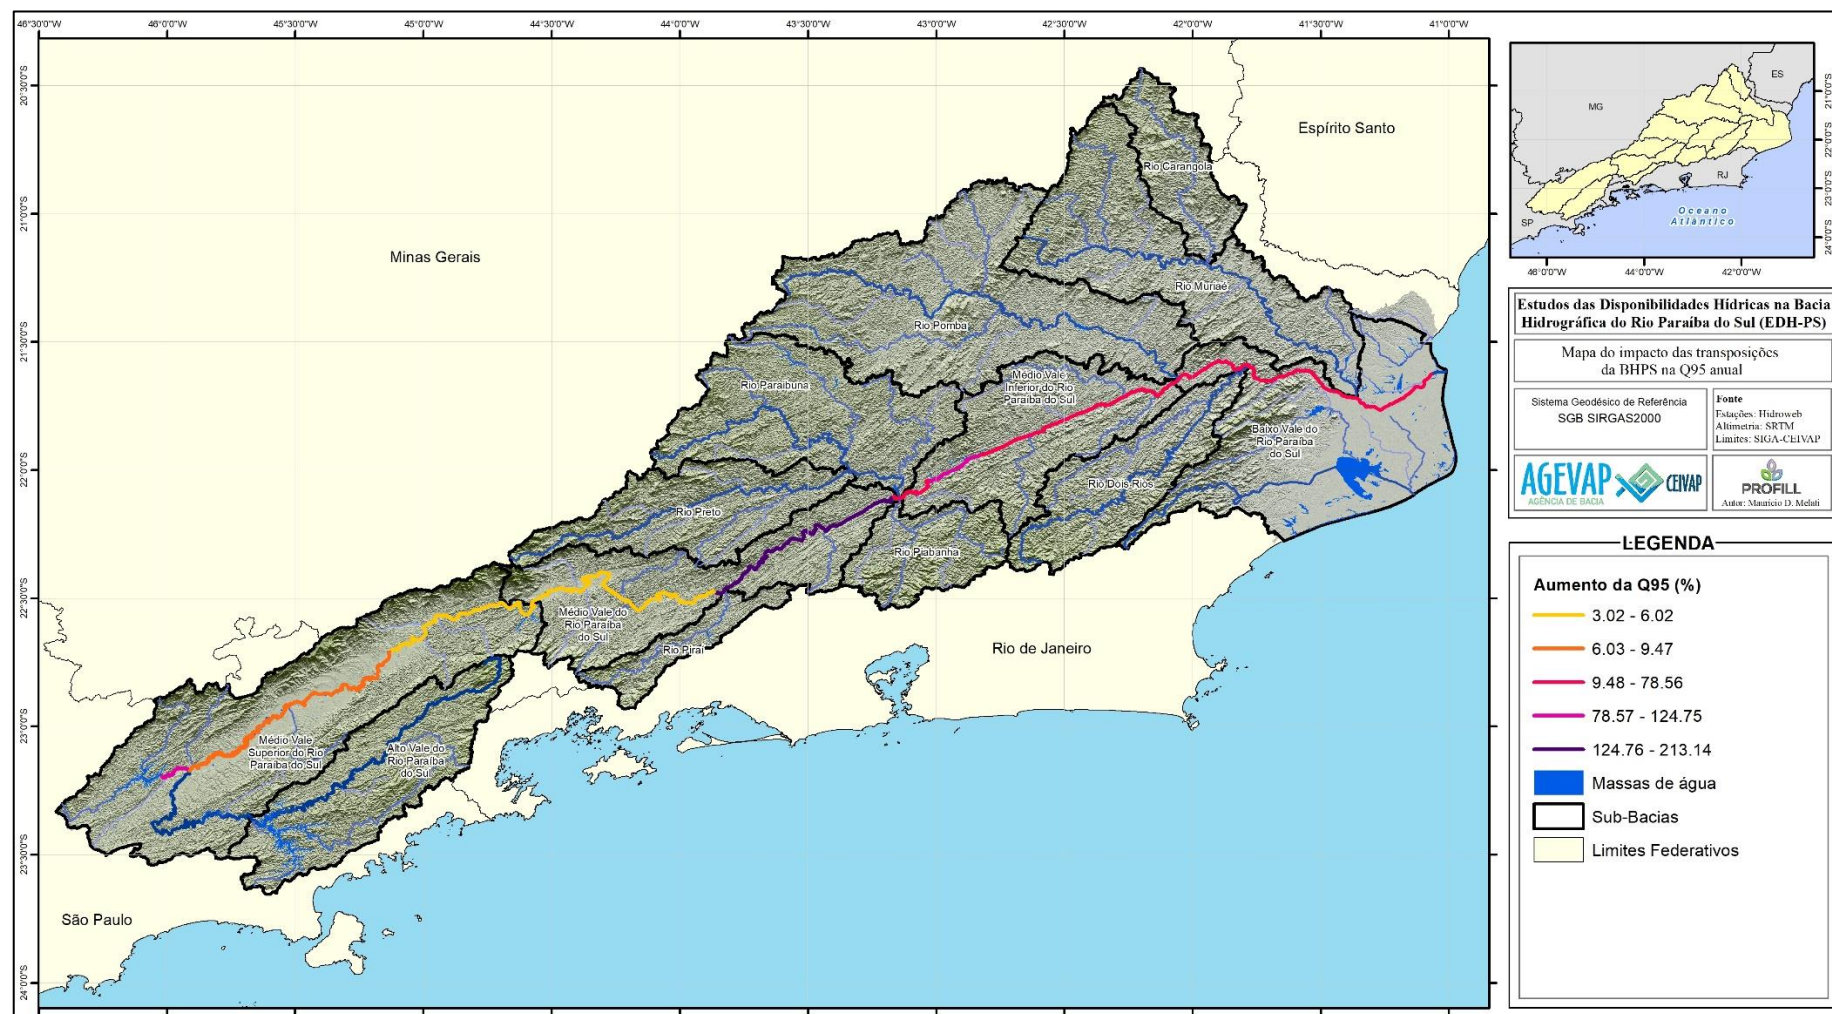 46°30'0"W 46°0'0"W 45°30'0"W 45°0'0"W 44°30'0"W 44°0'0"W 43°30'0"W 43°0'0"W 42°30'0"W 42°0'0"W 41°30'0"W 41°0'0"W
20°30'0"S
21°0'0"S
21°30'0"S
22°0'0"S
22°30'0"S
23°0'0"S
23°30'0"S
24°0'0"S
Espírito Santo
Minas Gerais
Rio Carangola
Rio Muriaé
Rio Pomba
Rio Paraibuna
Médio Vale
Inferior do Rio
Paraíba do Sul
Baixo Vale do
Rio Paraíba
do Sul
Rio Dois Rios
Rio Preto
Rio Piabanha
Médio Vale do
Rio Paraíba
do Sul
Rio Piraí
Rio de Janeiro
Médio Vale
Superior do Rio
Paraíba do Sul
Alto Vale do
Rio Paraíba
do Sul
São Paulo
ES
MG
RJ
SP
Oceano
Atlântico
21°0'0"S
22°0'0"S
23°0'0"S
24°0'0"S
46°0'0"W 44°0'0"W 42°0'0"W
Estudos das Disponibilidades Hídricas na Bacia
Hidrográfica do Rio Paraíba do Sul (EDH-PS)
Mapa do impacto das transposições
da BHPS na Q95 anual
Sistema Geodésico de Referência
SGB SIRGAS2000
Fonte
Estações: Hidroweb
Altimetria: SRTM
Limites: SIGA-CEIVAP
AGEVAP
AGÊNCIA DE BACIA
CEIVAP
PROFILL
Autor: Maurício D. Melati
LEGENDA
Aumento da Q95 (%)
3.02 - 6.02
6.03 - 9.47
9.48 - 78.56
78.57 - 124.75
124.76 - 213.14
Massas de água
Sub-Bacias
Limites Federativos